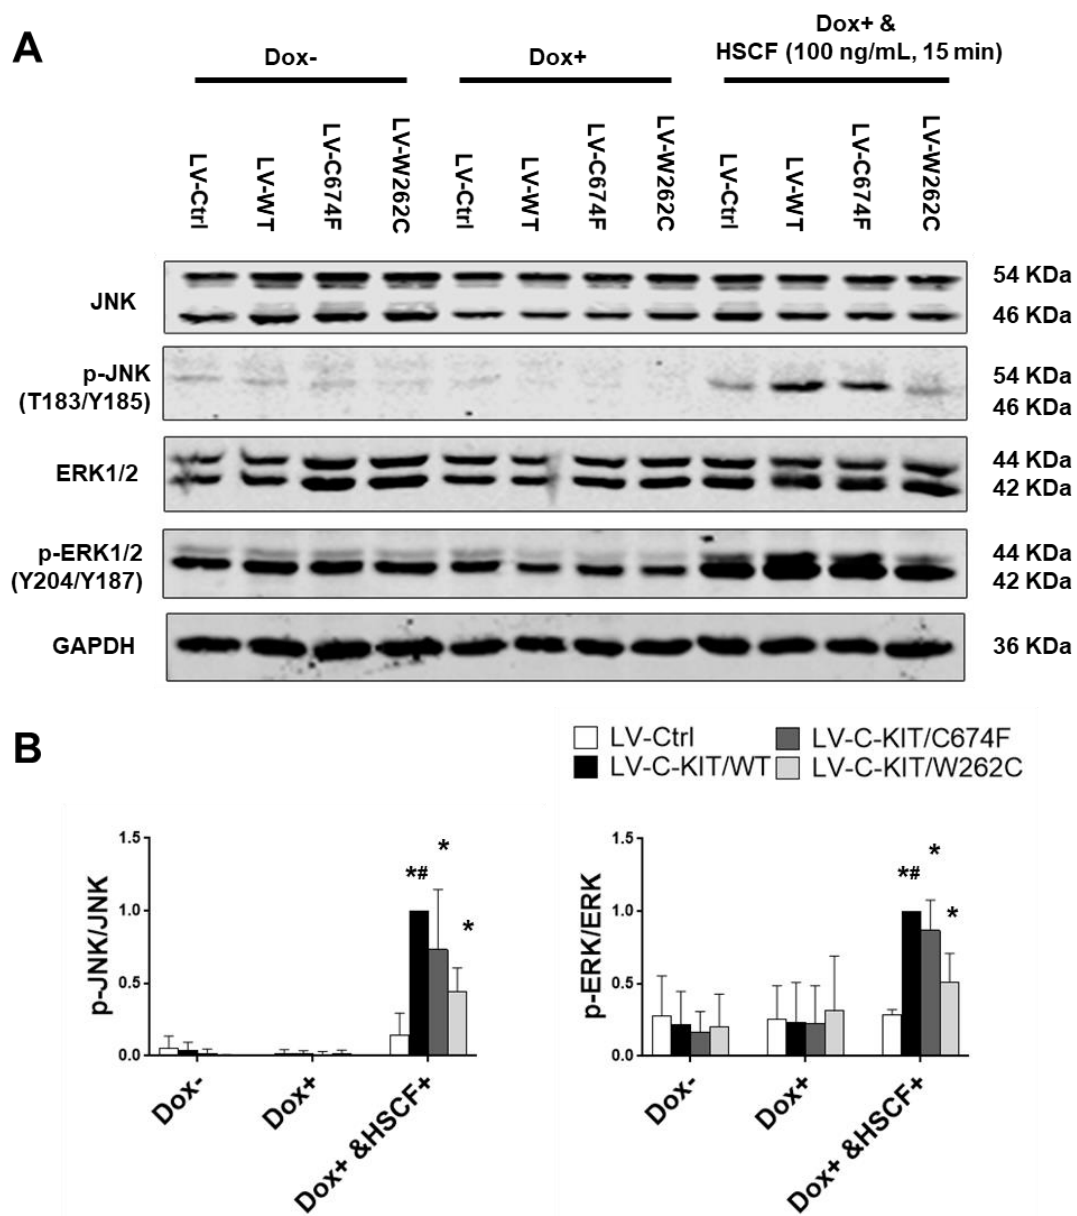 A
Dox-
Dox+
Dox+ &
HSCF (100 ng/mL, 15 min)
LV-Ctrl
LV-WT
LV-C674F
LV-W262C
LV-Ctrl
LV-WT
LV-C674F
LV-W262C
LV-Ctrl
LV-WT
LV-C674F
LV-W262C
JNK
54 KDa
46 KDa
p-JNK
(T183/Y185)
54 KDa
46 KDa
ERK1/2
44 KDa
42 KDa
p-ERK1/2
(Y204/Y187)
44 KDa
42 KDa
GAPDH
36 KDa
B
LV-Ctrl
LV-C-KIT/C674F
LV-C-KIT/WT
LV-C-KIT/W262C
p-JNK/JNK
1.5
1.0
0.5
0.0
*#
*
*
Dox-
Dox+
Dox+ &HSCF+
p-ERK/ERK
1.5
1.0
0.5
0.0
*#
*
*
Dox-
Dox+
Dox+ &HSCF+